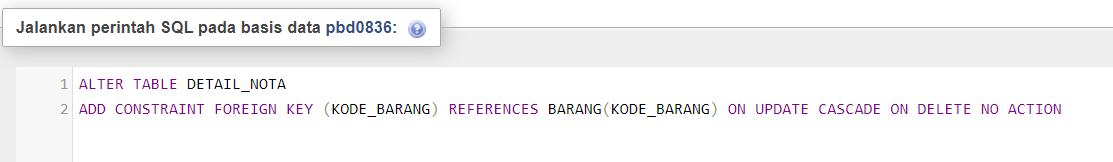 Jalankan perintah SQL pada basis data pbd0836:
1 ALTER TABLE DETAIL_NOTA
2 ADD CONSTRAINT FOREIGN KEY (KODE_BARANG) REFERENCES BARANG(KODE_BARANG) ON UPDATE CASCADE ON DELETE NO ACTION